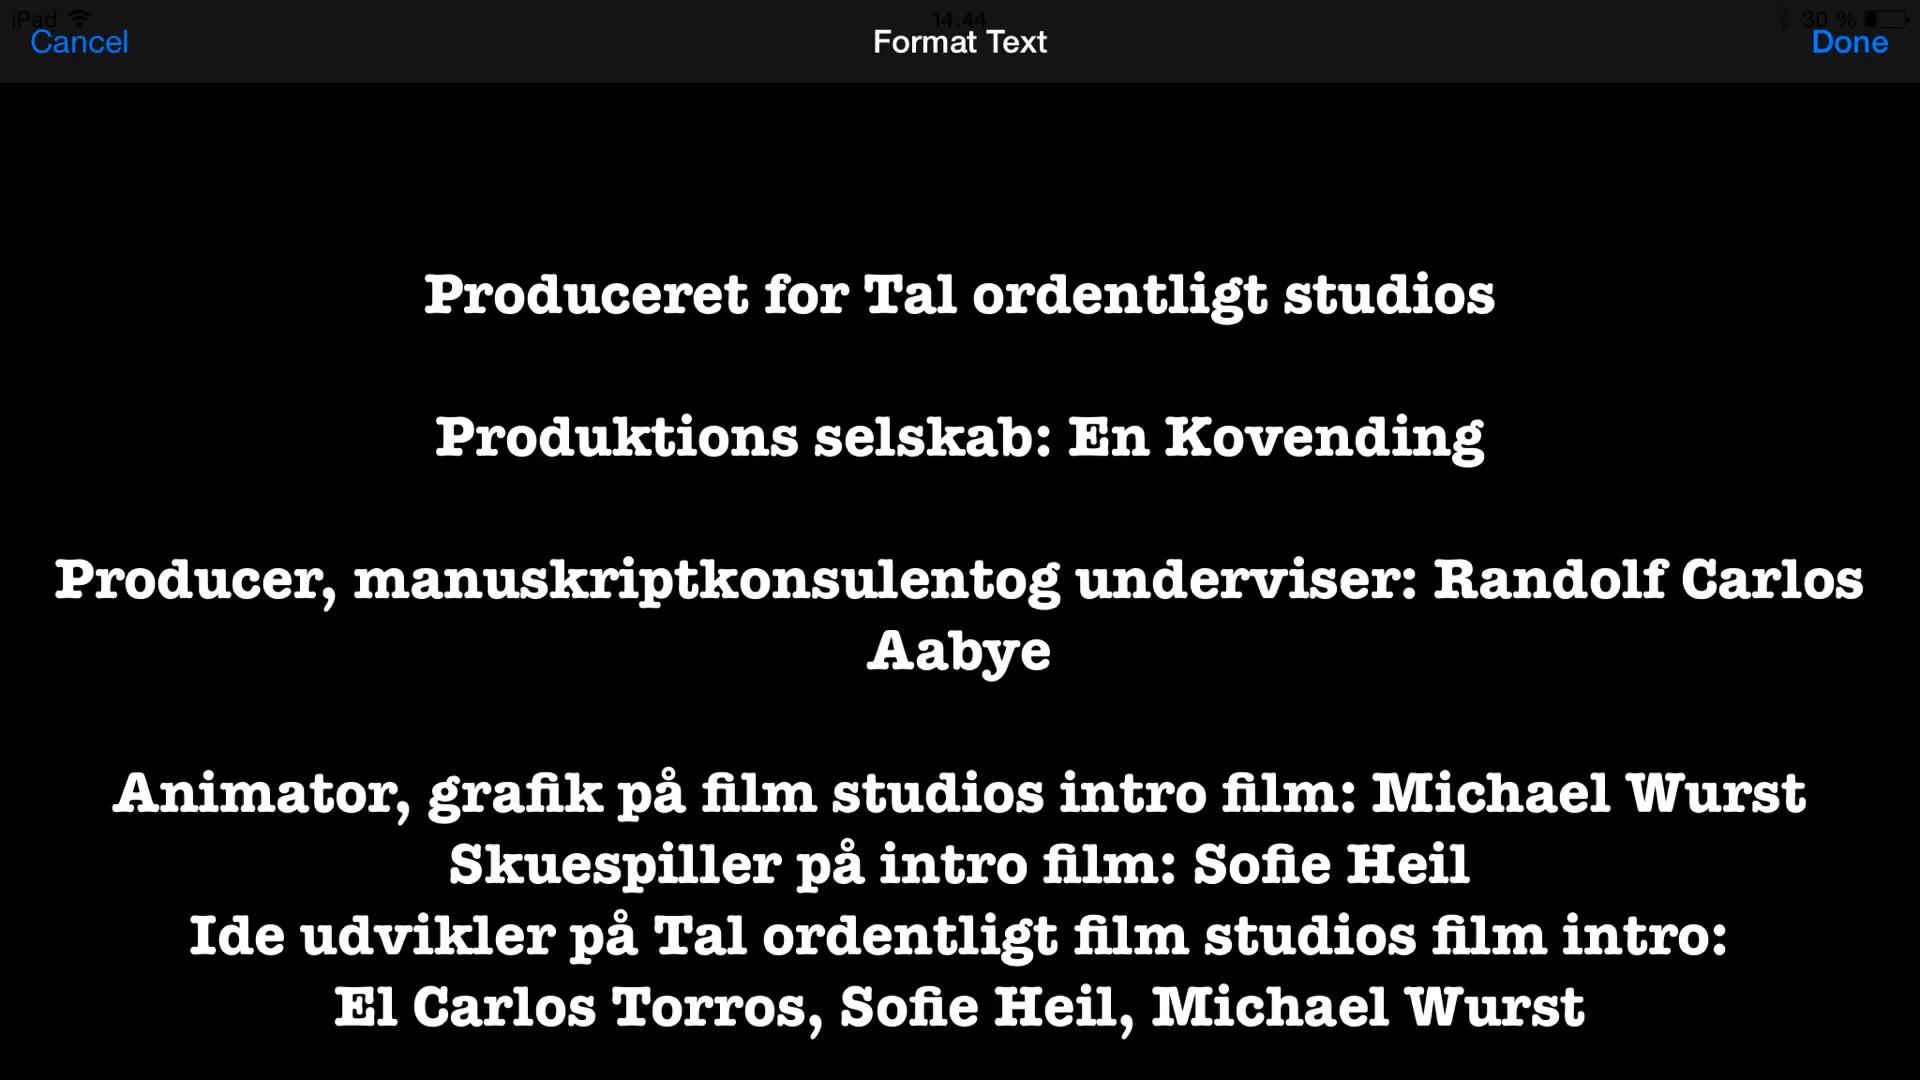 iPad 14.44 30 %
Cancel Format Text Done
Produceret for Tal ordentligt studios
Produktions selskab: En Kovending
Producer, manuskriptkonsulentog underviser: Randolf Carlos
Aabye
Animator, grafik på film studios intro film: Michael Wurst
Skuespiller på intro film: Sofie Heil
Ide udvikler på Tal ordentligt film studios film intro:
El Carlos Torros, Sofie Heil, Michael Wurst